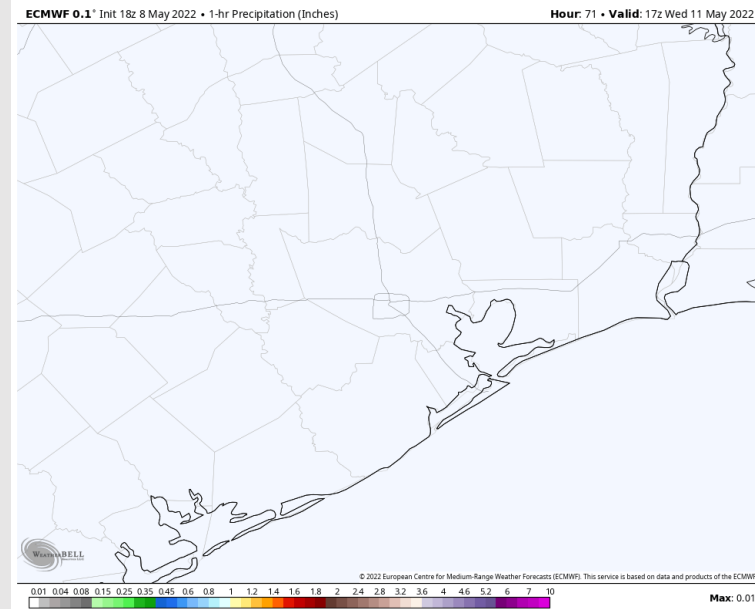 ECMWF 0.1° Init 18z 8 May 2022 • 1-hr Precipitation (Inches) Hour: 71 • Valid: 17z Wed 11 May 2022
WEATHERBELL
© 2022 European Centre for Medium-Range Weather Forecasts (ECMWF). This service is based on data and products of the ECMWF
0.01 0.04 0.08 0.15 0.25 0.35 0.45 0.6 0.8 1 1.2 1.4 1.6 1.8 2 2.4 2.8 3.2 3.6 4 4.6 5.2 10
Max: 0.01